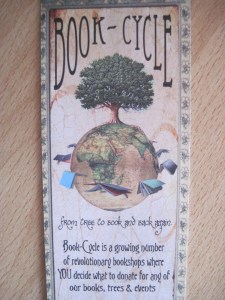 BOOK-CYCLE
from tree to book and back again.
Book-Cycle is a growing number
of revolutionary bookshops where
YOU decide what to donate for any of
our books, trees & events